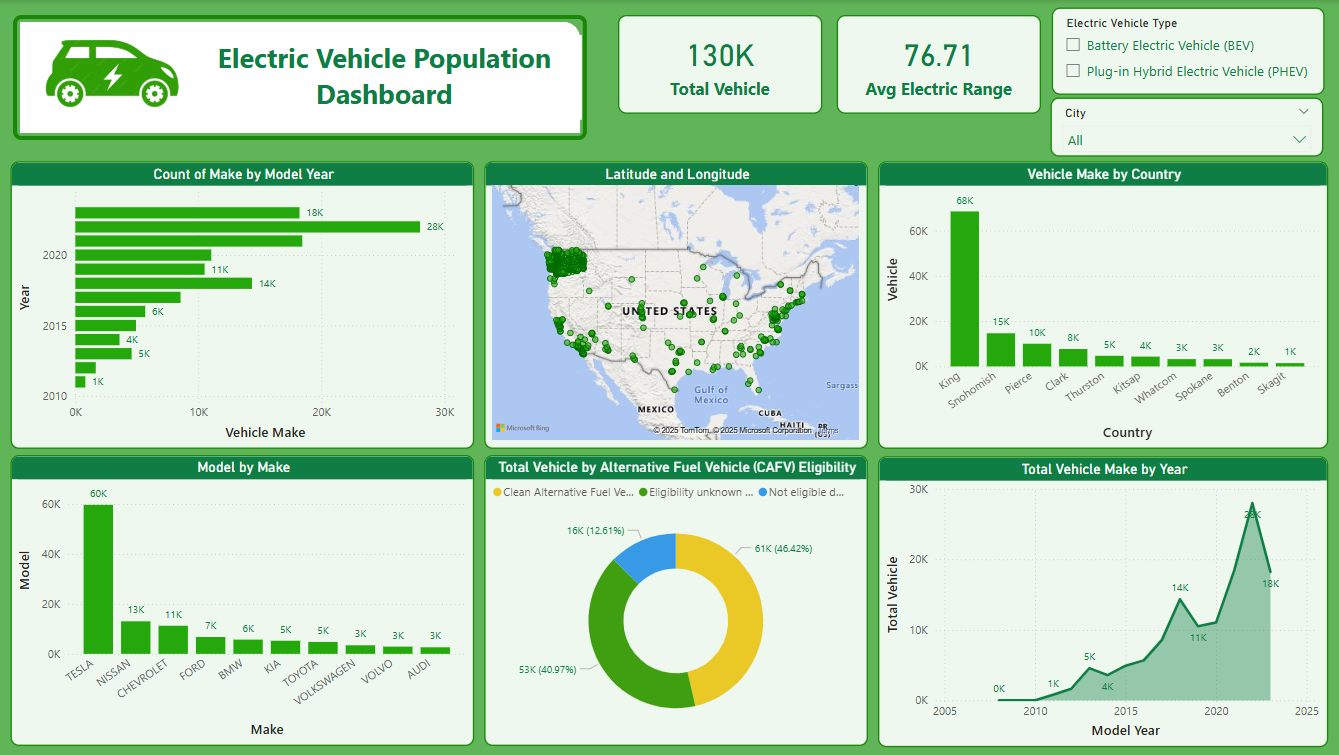 Electric Vehicle Population
Dashboard
130K
Total Vehicle
76.71
Avg Electric Range
Electric Vehicle Type
Battery Electric Vehicle (BEV)
Plug-in Hybrid Electric Vehicle (PHEV)
City
All
Count of Make by Model Year
Year
2020
2015
2010
18K
28K
11K
14K
6K
4K
5K
1K
0K 10K 20K 30K
Vehicle Make
Latitude and Longitude
UNITED STATES
Gulf of
Mexico
Sargass
MEXICO
CUBA
HAITI
PR
(US)
Microsoft Bing
© 2025 TomTom, © 2025 Microsoft Corporation Terms
Vehicle Make by Country
Vehicle
60K
40K
20K
0K
68K
15K
10K
8K
5K
4K
3K
3K
2K
1K
King
Snohomish
Pierce
Clark
Thurston
Kitsap
Whatcom
Spokane
Benton
Skagit
Country
Model by Make
Model
60K
40K
20K
0K
60K
13K
11K
7K
6K
5K
5K
3K
3K
3K
TESLA
NISSAN
CHEVROLET
FORD
BMW
KIA
TOYOTA
VOLKSWAGEN
VOLVO
AUDI
Make
Total Vehicle by Alternative Fuel Vehicle (CAFV) Eligibility
Clean Alternative Fuel Ve... Eligibility unknown ... Not eligible d...
16K (12.61%)
61K (46.42%)
53K (40.97%)
Total Vehicle Make by Year
Total Vehicle
30K
20K
10K
0K
0K
1K
5K
4K
14K
11K
28K
18K
2005 2010 2015 2020 2025
Model Year